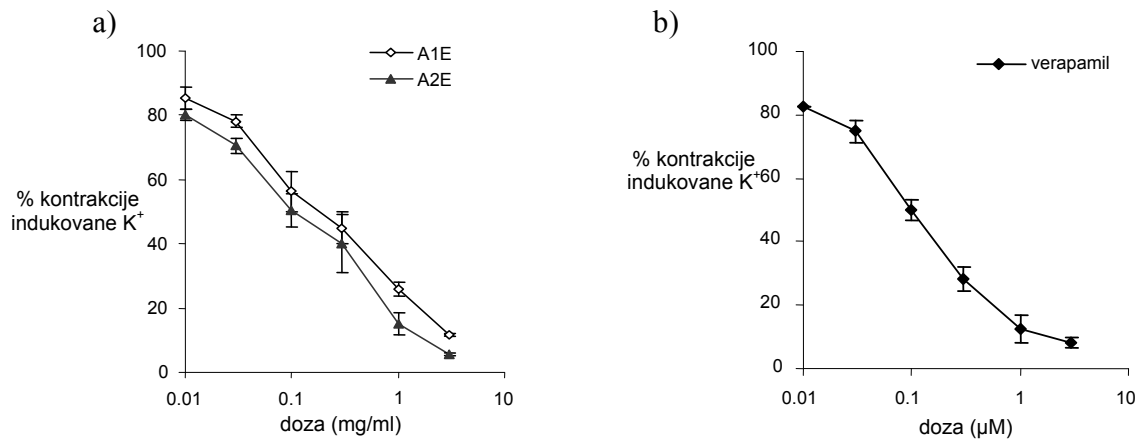 a)
A1E
A2E
100
80
60
40
20
0
% kontrakcije
indukovane K+
0.01
0.1
1
10
doza (mg/ml)
b)
verapamil
100
80
60
40
20
0
% kontrakcije
indukovane K+
0.01
0.1
1
10
doza (µM)